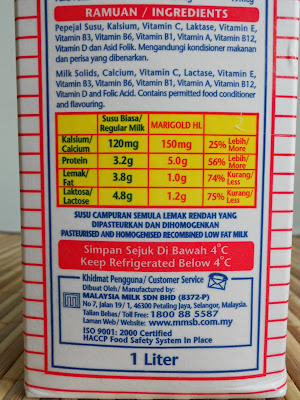 RAMUAN / INGREDIENTS
Pepejal Susu, Kalsium, Vitamin C, Laktase, Vitamin E,
Vitamin B3, Vitamin B6, Vitamin B1, Vitamin A, Vitamin B12,
Vitamin D dan Asid Folik. Mengandungi kondisioner makanan
dan perisa yang dibenarkan.
Milk Solids, Calcium, Vitamin C, Lactase, Vitamin E,
Vitamin B3, Vitamin B6, Vitamin B1, Vitamin A, Vitamin B12,
Vitamin D and Folic Acid. Contains permitted food conditioner
and flavouring.
Susu Biasa/ Regular Milk MARIGOLD HL
Kalsium/ Calcium 120mg 150mg 25% Lebih/ More
Protein 3.2g 5.0g 56% Lebih/ More
Lemak/ Fat 3.8g 1.0g 74% Kurang/ Less
Laktosa/ Lactose 4.8g 1.2g 75% Kurang/ Less
SUSU CAMPURAN SEMULA LEMAK RENDAH YANG
DIPASTEURKAN DAN DIHOMOGENKAN
PASTEURISED AND HOMOGENISED RECOMBINED LOW FAT MILK
Simpan Sejuk Di Bawah 4°C
Keep Refrigerated Below 4°C
Khidmat Pengguna/ Customer Service
Dibuat Oleh/ Manufactured by:
MALAYSIA MILK SDN BHD (8372-P)
No 7, Jalan 19/1, 46300 Petaling Jaya, Selangor, Malaysia.
Talian Bebas/ Toll Free: 1800 88 5587
Laman Web/ Website: www.mmsb.com.my
ISO 9001: 2000 Certified
HACCP Food Safety System In Place
1 Liter